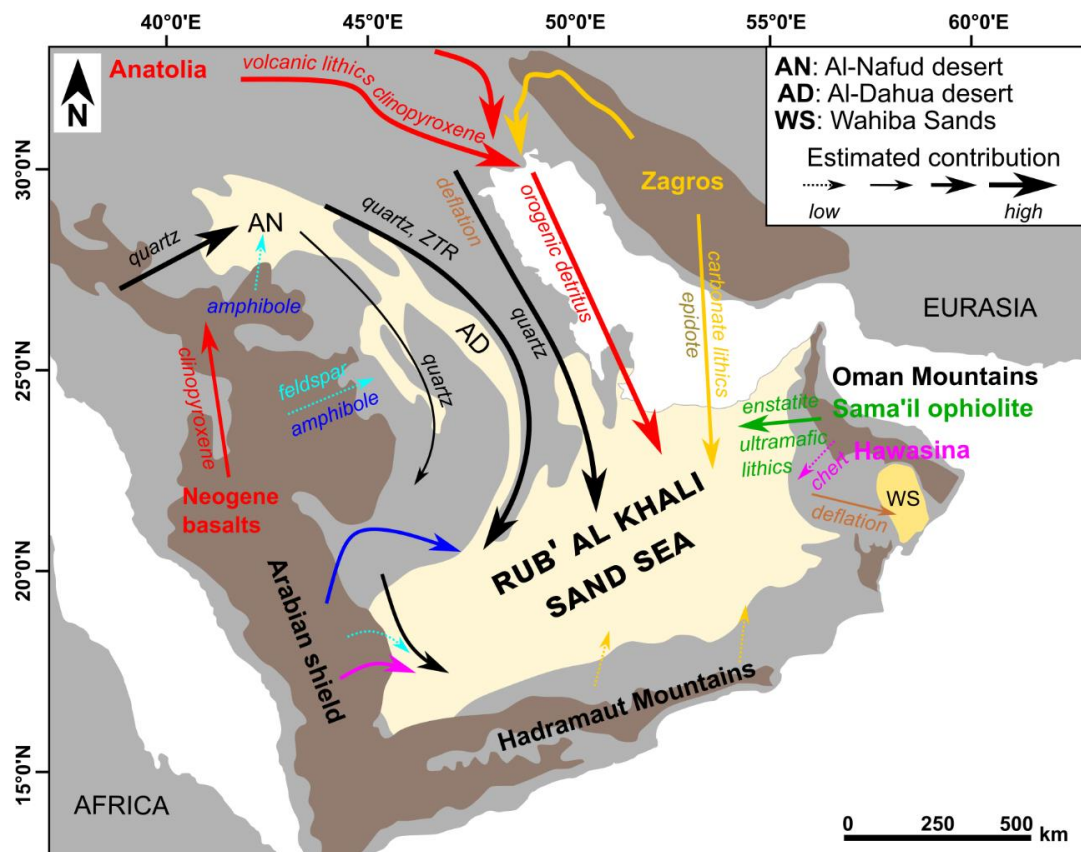 40°0'E
45°0'E
50°0'E
55°0'E
60°0'E
30°0'N
25°0'N
20°0'N
15°0'N
N
Anatolia
volcanic lithics
clinopyroxene
AN: Al-Nafud desert
AD: Al-Dahua desert
WS: Wahiba Sands
Estimated contribution
low
high
Zagros
EURASIA
quartz
AN
quartz, ZTR
deflation
quartz
orogenic detritus
carbonate lithics
epidote
amphibole
clinopyroxene
AD
quartz
feldspar
amphibole
Oman Mountains
Sama'il ophiolite
enstatite
ultramafic
lithics
Hawasina
chert
WS
deflation
Neogene
basalts
RUB' AL KHALI
SAND SEA
Arabian shield
Hadramaut Mountains
AFRICA
0 250 500 km